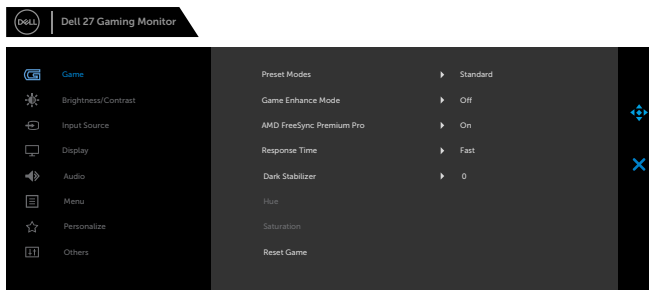 DELL
Dell 27 Gaming Monitor
Game
Preset Modes
Standard
Brightness/Contrast
Game Enhance Mode
Off
Input Source
AMD FreeSync Premium Pro
On
Display
Response Time
Fast
Audio
Dark Stabilizer
0
Menu
Hue
Personalize
Saturation
Others
Reset Game